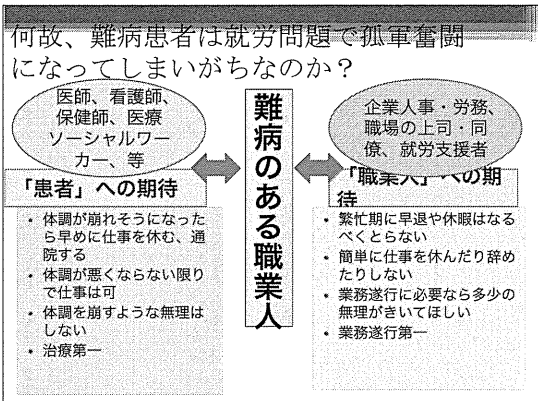 何故、難病患者は就労問題で孤軍奮闘
になってしまいがちなのか？
医師、看護師、
保健師、医療
ソーシャルワー
カー、等
「患者」への期待
・ 体調が崩れそうになった
ら早めに仕事を休む、通
院する
・ 体調が悪くならない限り
で仕事は可
・ 体調を崩すような無理は
しない
・ 治療第一
難病のある職業人
企業人事・労務、
職場の上司・同
僚、就労支援者
「職業人」への期
待
・ 繁忙期に早退や休暇はなる
べくとらない
・ 簡単に仕事を休んだり辞め
たりしない
・ 業務遂行に必要なら多少の
無理がきいてほしい
・ 業務遂行第一